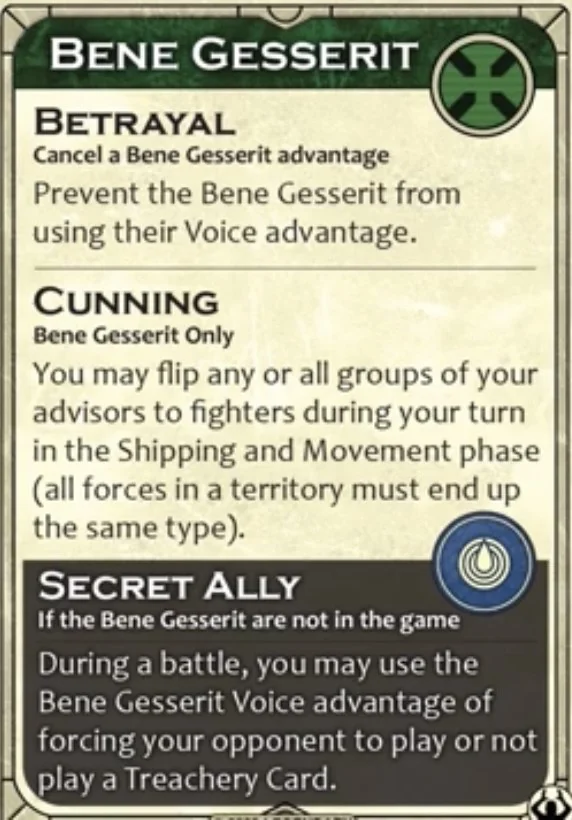 BENE GESSERIT
BETRAYAL
Cancel a Bene Gesserit advantage
Prevent the Bene Gesserit from
using their Voice advantage.
CUNNING
Bene Gesserit Only
You may flip any or all groups of your
advisors to fighters during your turn
in the Shipping and Movement phase
(all forces in a territory must end up
the same type).
SECRET ALLY
If the Bene Gesserit are not in the game
During a battle, you may use the
Bene Gesserit Voice advantage of
forcing your opponent to play or not
play a Treachery Card.